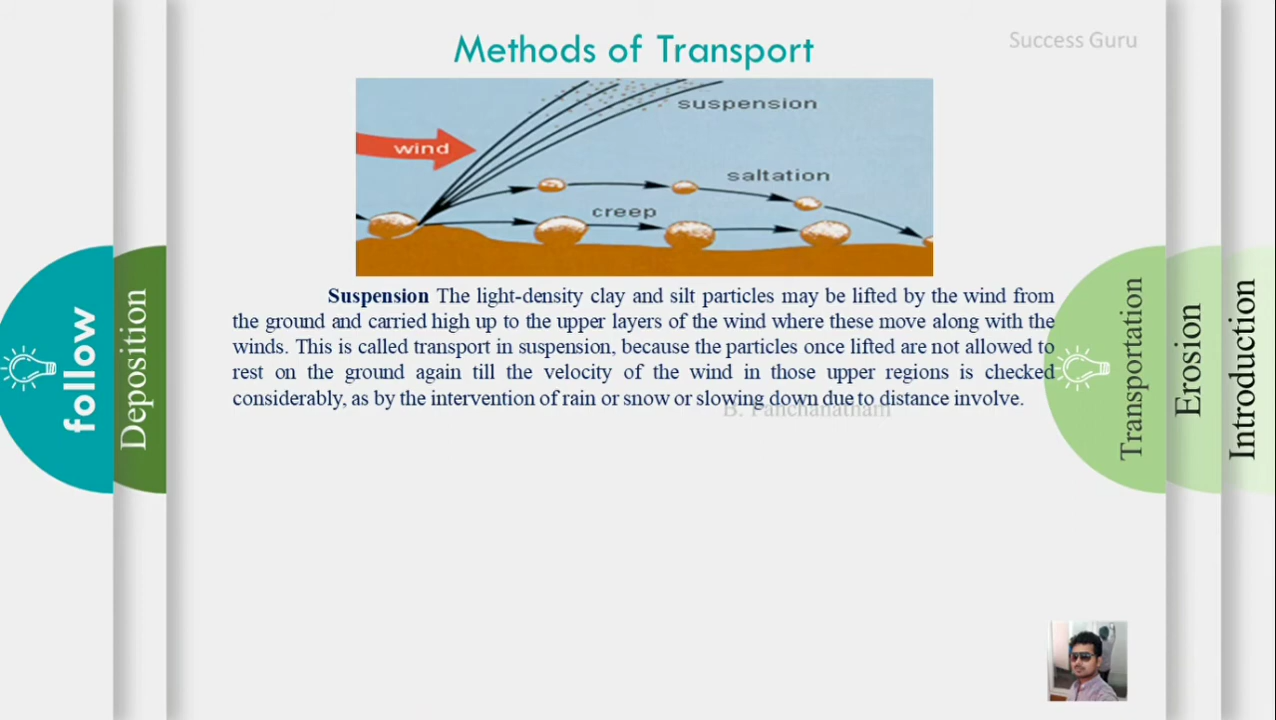 Methods of Transport
Success Guru
suspension
wind
saltation
creep
Suspension The light-density clay and silt particles may be lifted by the wind from
the ground and carried high up to the upper layers of the wind where these move along with the
winds. This is called transport in suspension, because the particles once lifted are not allowed to
rest on the ground again till the velocity of the wind in those upper regions is checked
considerably, as by the intervention of rain or snow or slowing down due to distance involve.
B. Panchanatham
follow
Deposition
Transportation
Erosion
Introduction